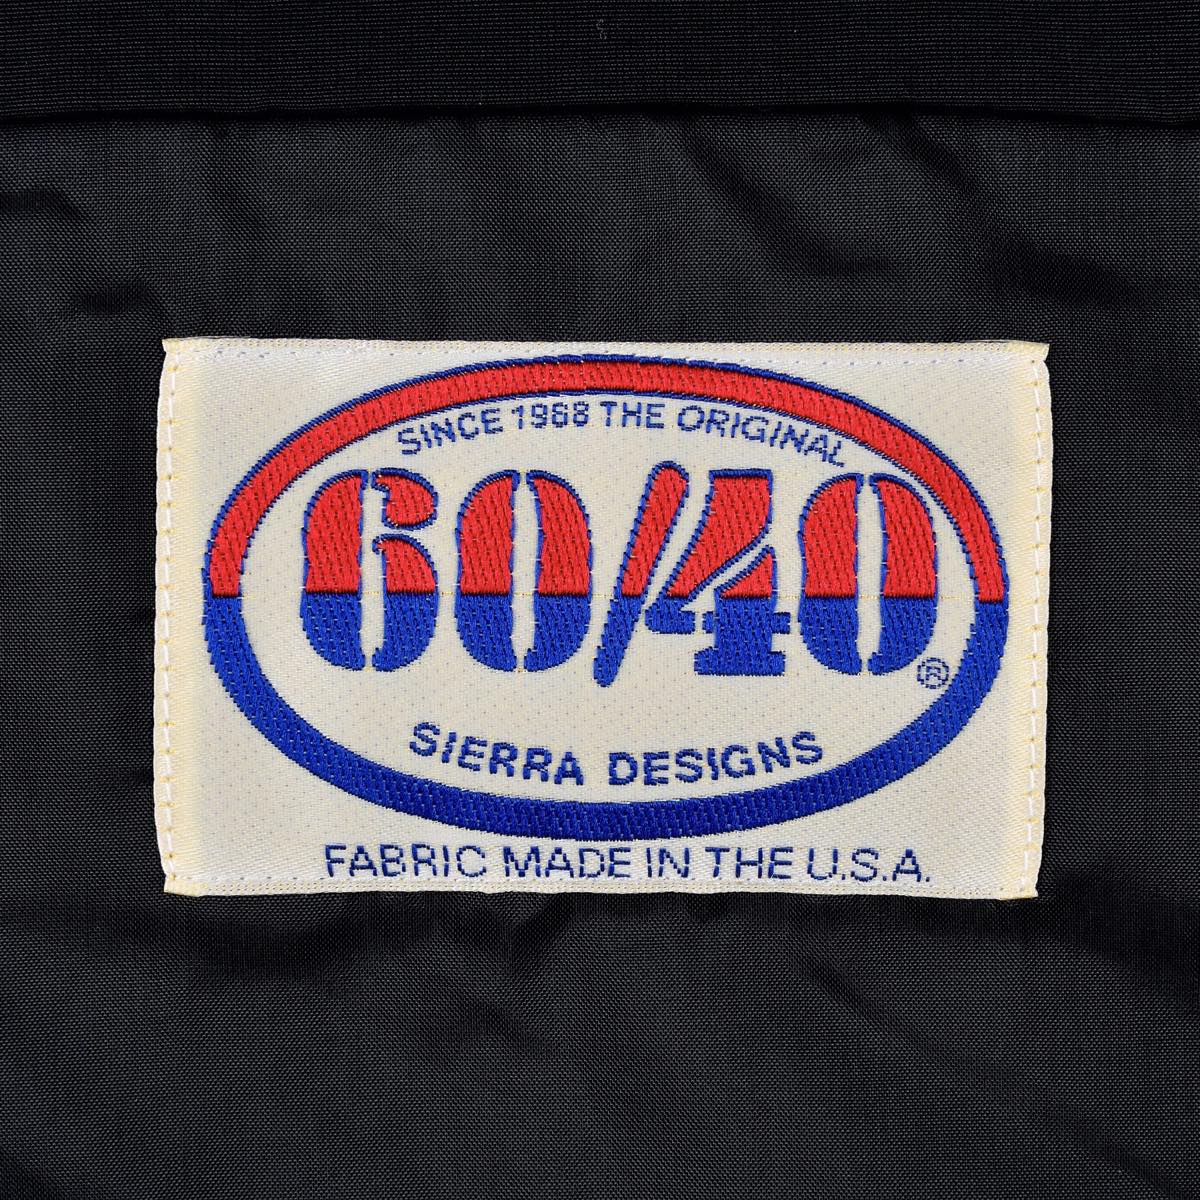 SINCE 1968 THE ORIGINAL
60/40®
SIERRA DESIGNS
FABRIC MADE IN THE U.S.A.